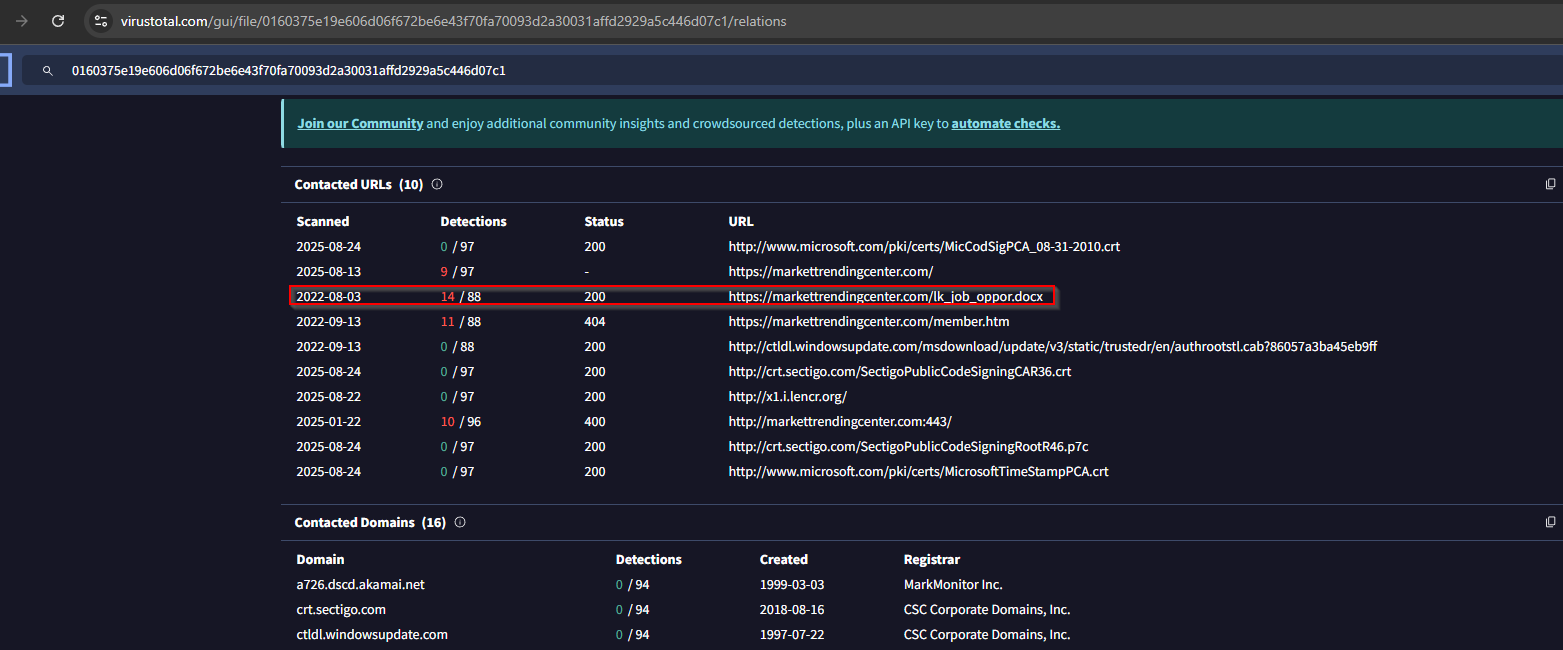 virustotal.com/gui/file/0160375e19e606d06f672be6e43f70fa70093d2a30031affd2929a5c446d07c1/relations
0160375e19e606d06f672be6e43f70fa70093d2a30031affd2929a5c446d07c1
Join our Community and enjoy additional community insights and crowdsourced detections, plus an API key to automate checks.
Contacted URLs (10)
Scanned Detections Status URL
2025-08-24 0 / 97 200 http://www.microsoft.com/pki/certs/MicCodSigPCA_08-31-2010.crt
2025-08-13 9 / 97 - https://markettrendingcenter.com/
2022-08-03 14 / 88 200 https://markettrendingcenter.com/lk_job_oppor.docx
2022-09-13 11 / 88 404 https://markettrendingcenter.com/member.htm
2022-09-13 0 / 88 200 http://ctldl.windowsupdate.com/msdownload/update/v3/static/trustedr/en/authrootstl.cab?86057a3ba45eb9ff
2025-08-24 0 / 97 200 http://crt.sectigo.com/SectigoPublicCodeSigningCAR36.crt
2025-08-22 0 / 97 200 http://x1.i.lencr.org/
2025-01-22 10 / 96 400 http://markettrendingcenter.com:443/
2025-08-24 0 / 97 200 http://crt.sectigo.com/SectigoPublicCodeSigningRootR46.p7c
2025-08-24 0 / 97 200 http://www.microsoft.com/pki/certs/MicrosoftTimeStampPCA.crt
Contacted Domains (16)
Domain Detections Created Registrar
a726.dscd.akamai.net 0 / 94 1999-03-03 MarkMonitor Inc.
crt.sectigo.com 0 / 94 2018-08-16 CSC Corporate Domains, Inc.
ctldl.windowsupdate.com 0 / 94 1997-07-22 CSC Corporate Domains, Inc.